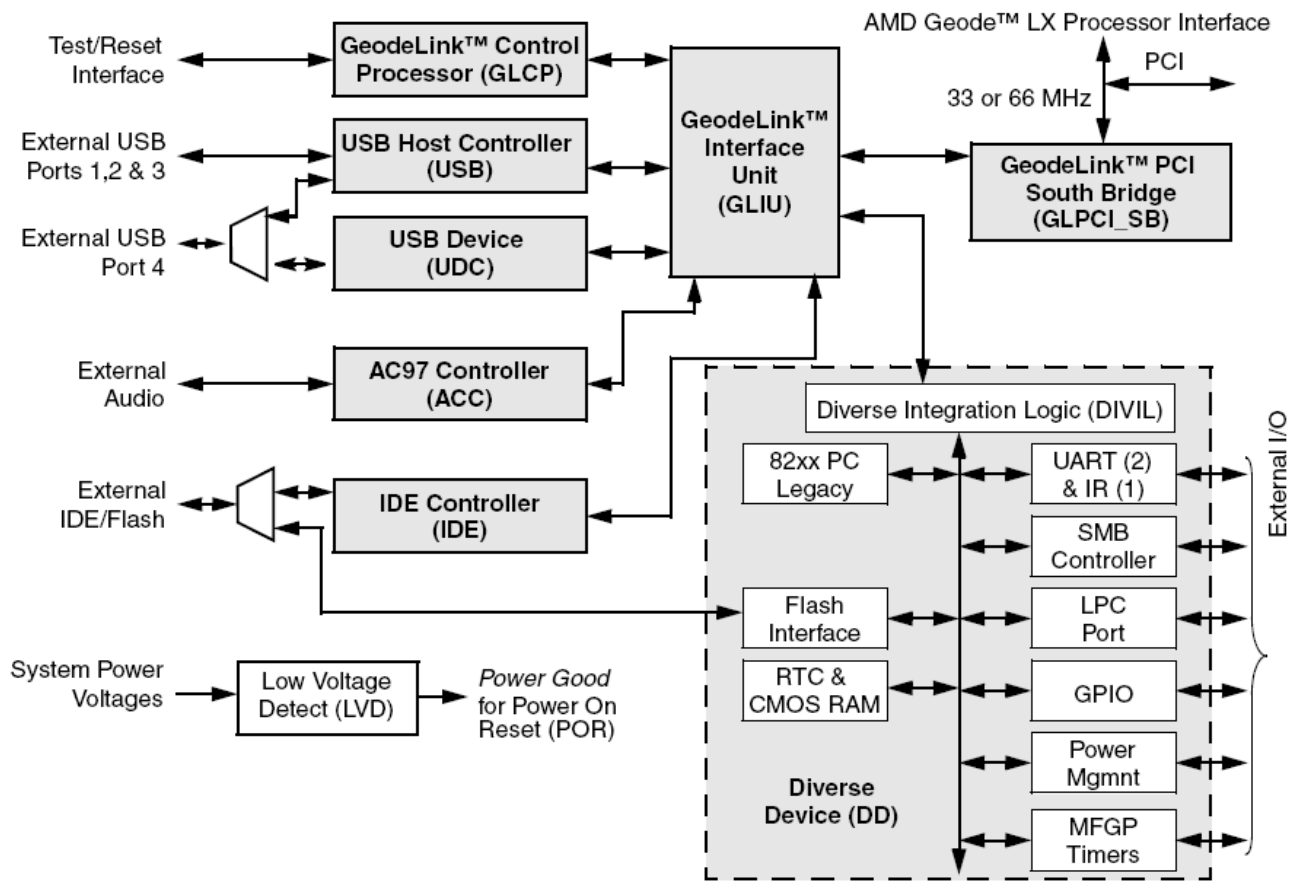 AMD Geode™ LX Processor Interface
Test/Reset
Interface
GeodeLink™ Control
Processor (GLCP)
PCI
33 or 66 MHz
External USB
Ports 1,2 & 3
USB Host Controller
(USB)
GeodeLink™
Interface
Unit
(GLIU)
GeodeLink™ PCI
South Bridge
(GLPCI_SB)
External USB
Port 4
USB Device
(UDC)
External
Audio
AC97 Controller
(ACC)
External
IDE/Flash
IDE Controller
(IDE)
System Power
Voltages
Low Voltage
Detect (LVD)
Power Good
for Power On
Reset (POR)
Diverse Integration Logic (DIVIL)
82xx PC
Legacy
UART (2)
& IR (1)
SMB
Controller
Flash
Interface
LPC
Port
RTC &
CMOS RAM
GPIO
Power
Mgmnt
Diverse
Device (DD)
MFGP
Timers
External I/O